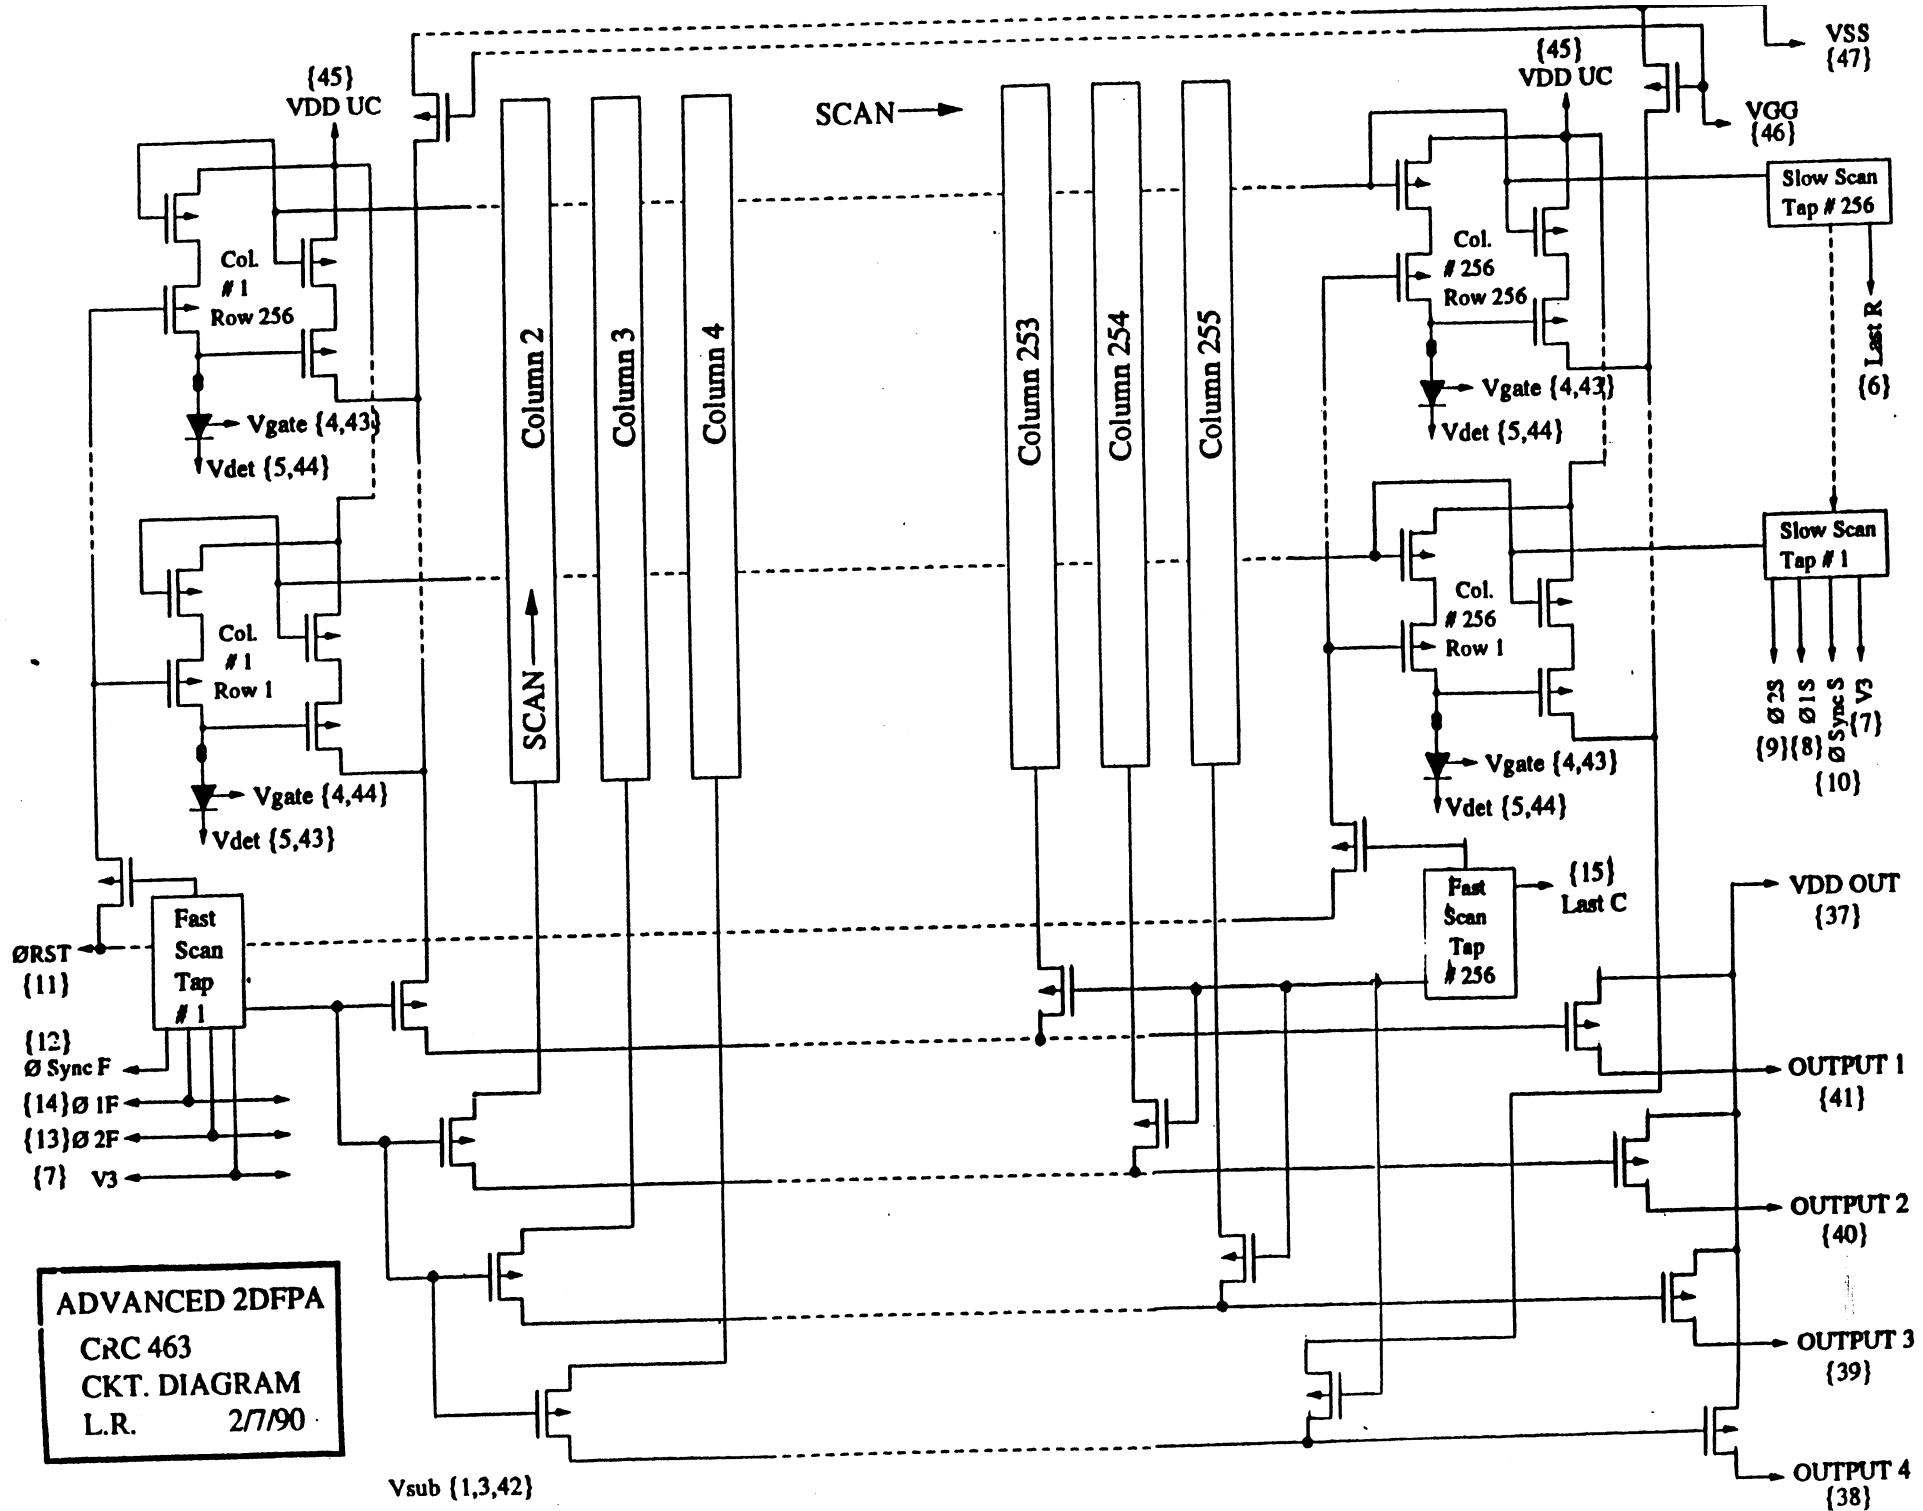 VSS
{47}
{45}
VDD UC
SCAN
{45}
VDD UC
VGG
{46}
Slow Scan
Tap # 256
Col.
# 1
Row 256
Col.
# 256
Row 256
Last R
{6}
Column 2
Column 3
Column 4
Column 253
Column 254
Column 255
Vgate {4,43}
Vdet {5,44}
Vgate {4,43}
Vdet {5,44}
Slow Scan
Tap # 1
Col.
# 1
Row 1
SCAN
Col.
# 256
Row 1
Ø 2S
{9}
Ø 1S
{8}
Ø Sync S
{10}
V3
{7}
Vgate {4,44}
Vdet {5,43}
Vgate {4,43}
Vdet {5,44}
Fast
Scan
Tap
# 1
Fast
Scan
Tap
# 256
{15}
Last C
VDD OUT
{37}
ØRST
{11}
{12}
Ø Sync F
{14} Ø 1F
{13} Ø 2F
{7} V3
OUTPUT 1
{41}
OUTPUT 2
{40}
OUTPUT 3
{39}
OUTPUT 4
{38}
ADVANCED 2DFPA
CRC 463
CKT. DIAGRAM
L.R. 2/7/90
Vsub {1,3,42}